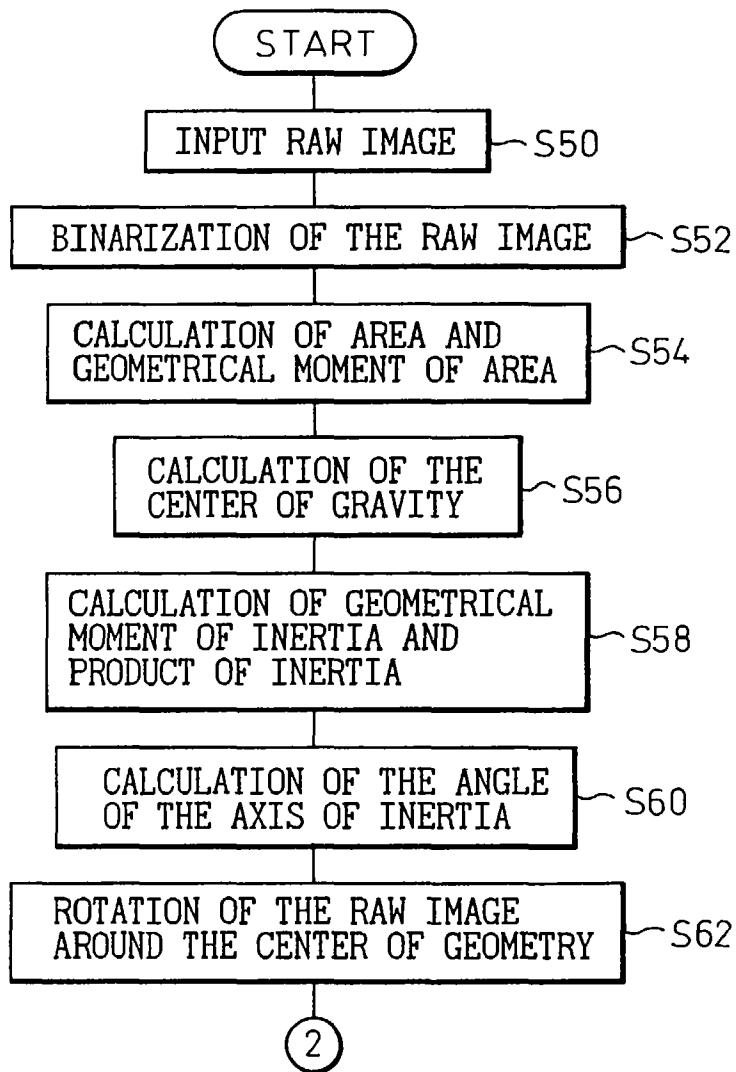 START
INPUT RAW IMAGE
S50
BINARIZATION OF THE RAW IMAGE
S52
CALCULATION OF AREA AND
GEOMETRICAL MOMENT OF AREA
S54
CALCULATION OF THE
CENTER OF GRAVITY
S56
CALCULATION OF GEOMETRICAL
MOMENT OF INERTIA AND
PRODUCT OF INERTIA
S58
CALCULATION OF THE ANGLE
OF THE AXIS OF INERTIA
S60
ROTATION OF THE RAW IMAGE
AROUND THE CENTER OF GEOMETRY
S62
2